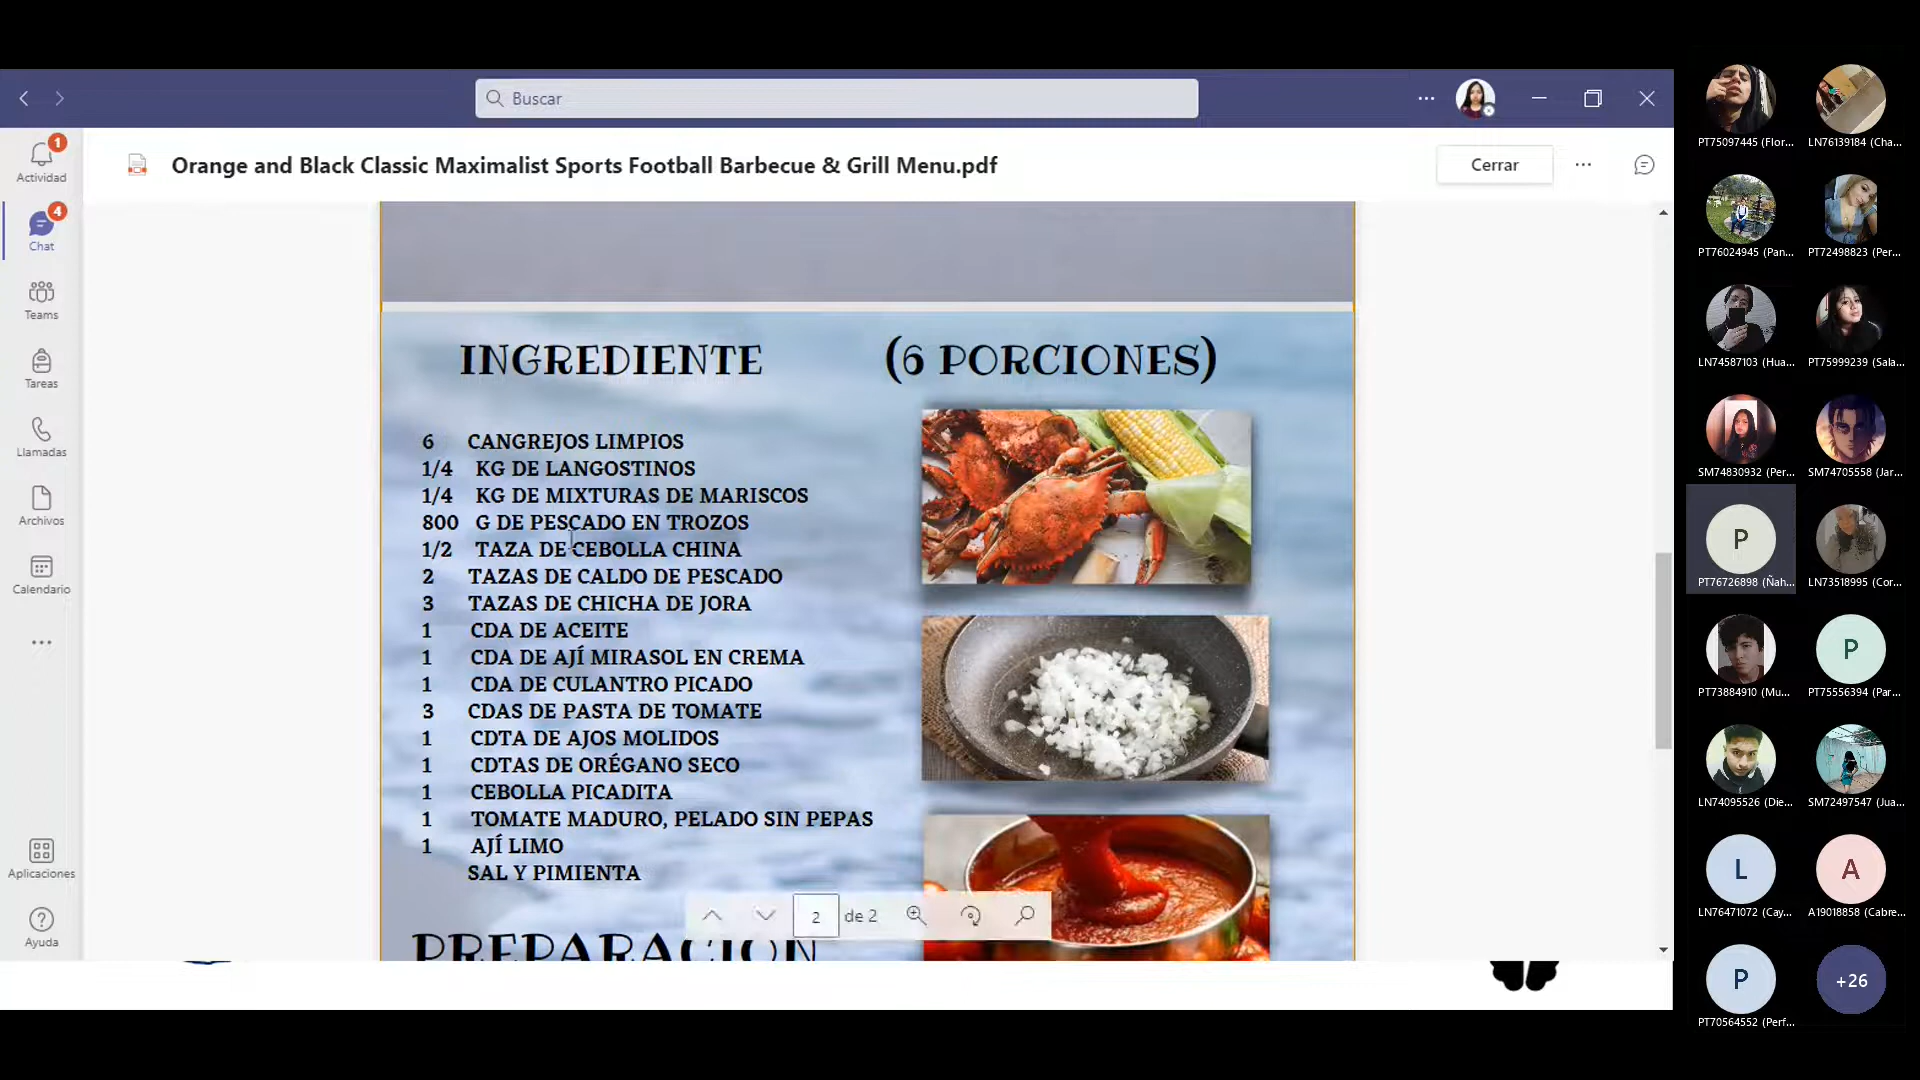 Buscar
Actividad
1
Chat
4
Teams
Tareas
Llamadas
Archivos
Calendario
Aplicaciones
Ayuda
Orange and Black Classic Maximalist Sports Football Barbecue & Grill Menu.pdf
Cerrar
INGREDIENTE (6 PORCIONES)
6 CANGREJOS LIMPIOS
1/4 KG DE LANGOSTINOS
1/4 KG DE MIXTURAS DE MARISCOS
800 G DE PESCADO EN TROZOS
1/2 TAZA DE CEBOLLA CHINA
2 TAZAS DE CALDO DE PESCADO
3 TAZAS DE CHICHA DE JORA
1 CDA DE ACEITE
1 CDA DE AJÍ MIRASOL EN CREMA
1 CDA DE CULANTRO PICADO
3 CDAS DE PASTA DE TOMATE
1 CDTA DE AJOS MOLIDOS
1 CDTAS DE ORÉGANO SECO
1 CEBOLLA PICADITA
1 TOMATE MADURO, PELADO SIN PEPAS
1 AJÍ LIMO
SAL Y PIMIENTA
2 de 2
PREPARACION
PT75097445 (Flor...
LN76139184 (Cha...
PT76024945 (Pan...
PT72498823 (Per...
LN74587103 (Hua...
PT75999239 (Sala...
SM74830932 (Per...
SM74705558 (Jar...
P
PT76726898 (Ñah...
LN73518995 (Cor...
PT73884910 (Mu...
P
PT75556394 (Par...
LN74095526 (Die...
SM72497547 (Jua...
L
LN76471072 (Cay...
A
A19018858 (Cabre...
P
PT70564552 (Perf...
+26